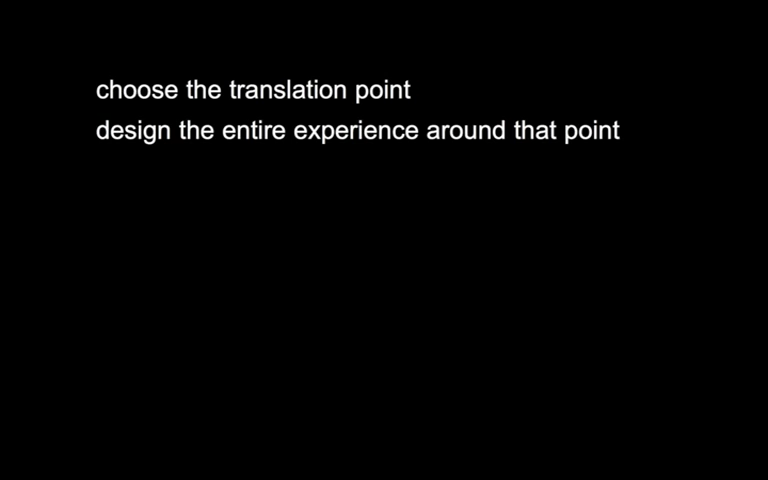 choose the translation point
design the entire experience around that point